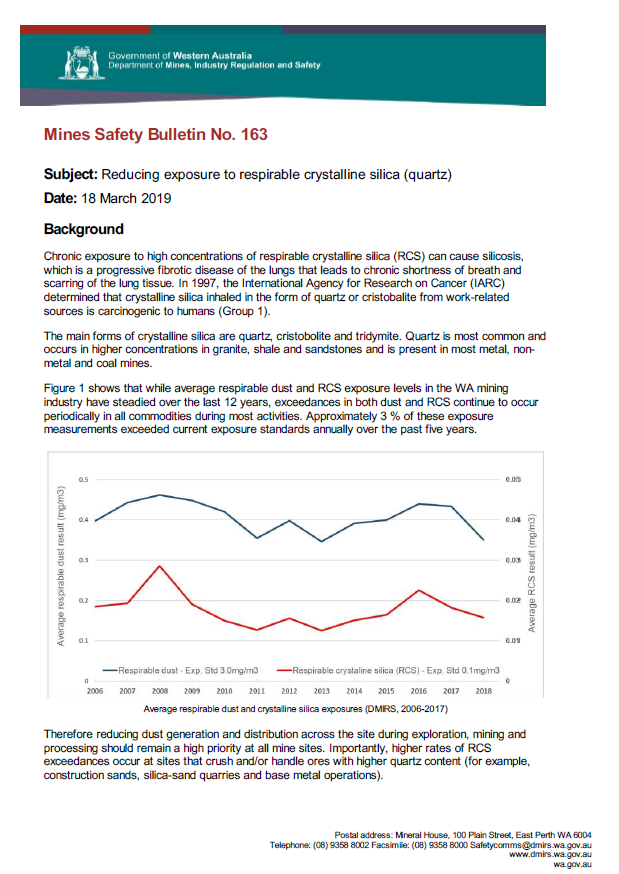 Government of Western Australia
Department of Mines, Industry Regulation and Safety
Mines Safety Bulletin No. 163
Subject: Reducing exposure to respirable crystalline silica (quartz)
Date: 18 March 2019
Background
Chronic exposure to high concentrations of respirable crystalline silica (RCS) can cause silicosis,
which is a progressive fibrotic disease of the lungs that leads to chronic shortness of breath and
scarring of the lung tissue. In 1997, the International Agency for Research on Cancer (IARC)
determined that crystalline silica inhaled in the form of quartz or cristobalite from work-related
sources is carcinogenic to humans (Group 1).
The main forms of crystalline silica are quartz, cristobolite and tridymite. Quartz is most common and
occurs in higher concentrations in granite, shale and sandstones and is present in most metal, non-
metal and coal mines.
Figure 1 shows that while average respirable dust and RCS exposure levels in the WA mining
industry have steadied over the last 12 years, exceedances in both dust and RCS continue to occur
periodically in all commodities during most activities. Approximately 3 % of these exposure
measurements exceeded current exposure standards annually over the past five years.
Average respirable dust result (mg/m3)
0.5
0.4
0.3
0.2
0.1
0
0.05
0.04
0.03
0.02
0.01
0
Average RCS result (mg/m3)
Respirable dust - Exp. Std 3.0mg/m3
Respirable crystaline silica (RCS) - Exp. Std 0.1mg/m3
2006 2007 2008 2009 2010 2011 2012 2013 2014 2015 2016 2017 2018
Average respirable dust and crystalline silica exposures (DMIRS, 2006-2017)
Therefore reducing dust generation and distribution across the site during exploration, mining and
processing should remain a high priority at all mine sites. Importantly, higher rates of RCS
exceedances occur at sites that crush and/or handle ores with higher quartz content (for example,
construction sands, silica-sand quarries and base metal operations).
Postal address: Mineral House, 100 Plain Street, East Perth WA 6004
Telephone: (08) 9358 8002 Facsimile: (08) 9358 8000 Safetycomms@dmirs.wa.gov.au
www.dmirs.wa.gov.au
wa.gov.au